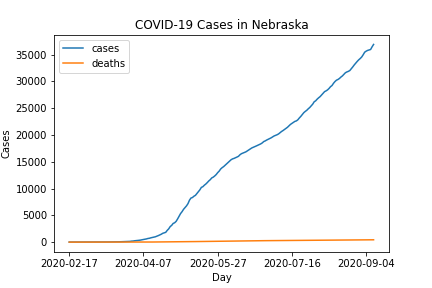 COVID-19 Cases in Nebraska
cases
deaths
35000
30000
25000
20000
15000
10000
5000
0
Cases
2020-02-17 2020-04-07 2020-05-27 2020-07-16 2020-09-04
Day